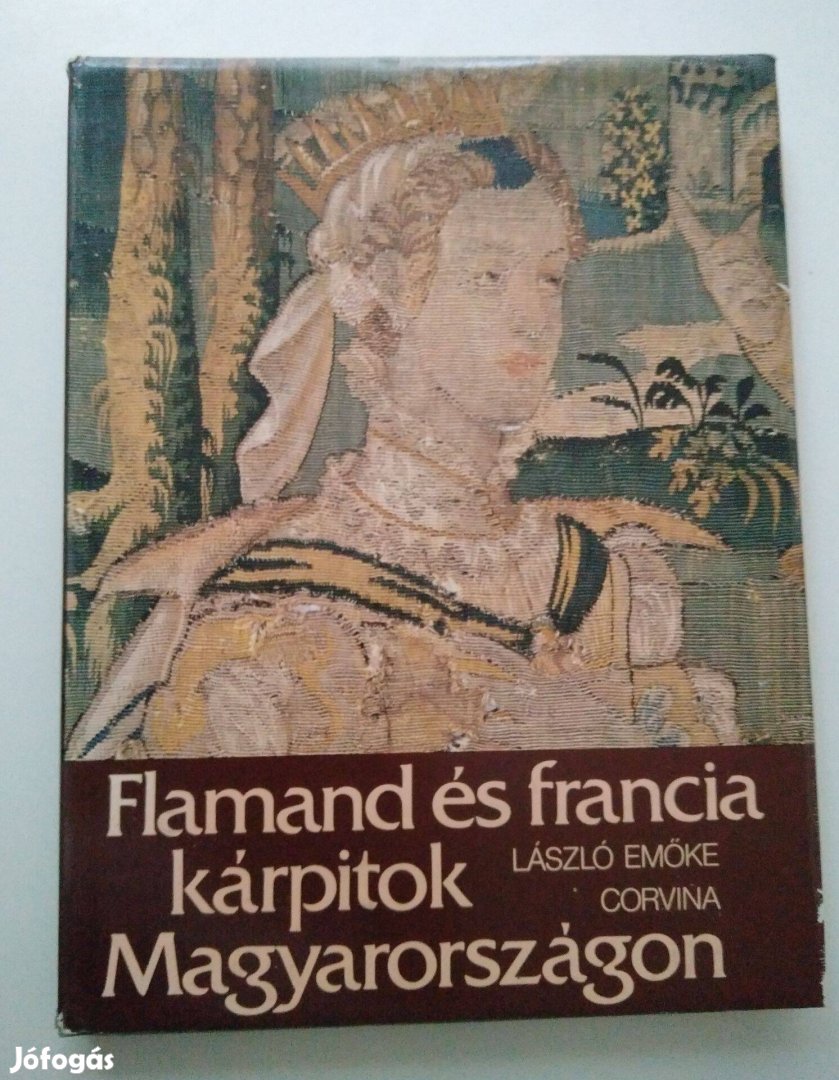 Flamand és francia
kárpitok
LÁSZLÓ EMŐKE
CORVINA
Magyarországon
Jófogás